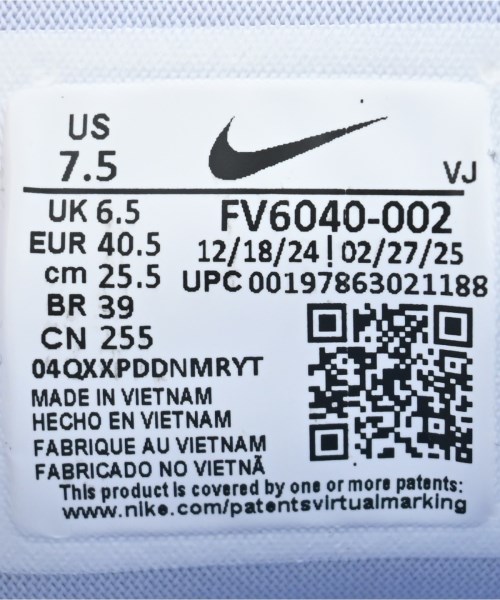 US
7.5
VJ
UK 6.5
FV6040-002
EUR 40.5
12/18/24 | 02/27/25
cm 25.5
UPC 00197863021188
BR 39
CN 255
04QXXPDDNMRYT
MADE IN VIETNAM
HECHO EN VIETNAM
FABRIQUE AU VIETNAM
FABRICADO NO VIETNÃ
This product is covered by one or more patents:
www.nike.com/patentsvirtualmarking